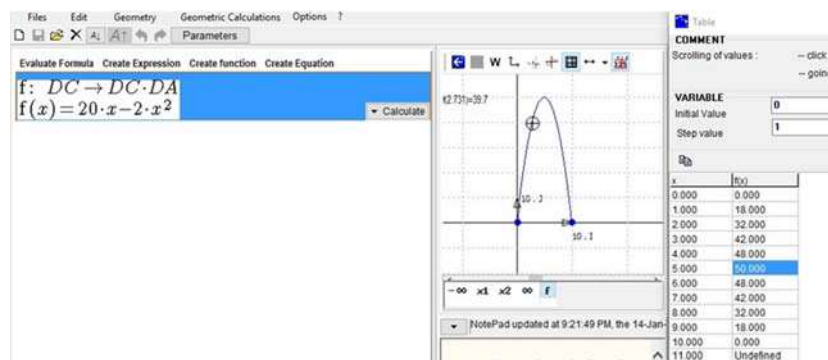 Files Edit Geometry Geometric Calculations Options ?
Parameters
Evaluate Formula Create Expression Create function Create Equation
f: DC → DC·DA
f(x)=20·x−2·x²
Calculate
W
f(2.731)=39.7
10 . J
10 . I
−∞ x1 x2 ∞ f
NotePad updated at 9:21:49 PM, the 14-Jan-
Table
COMMENT
Scrolling of values : -- click
-- going
VARIABLE
Initial Value 0
Step value 1
x f(x)
0.000 0.000
1.000 18.000
2.000 32.000
3.000 42.000
4.000 48.000
5.000 50.000
6.000 48.000
7.000 42.000
8.000 32.000
9.000 18.000
10.000 0.000
11.000 Undefined